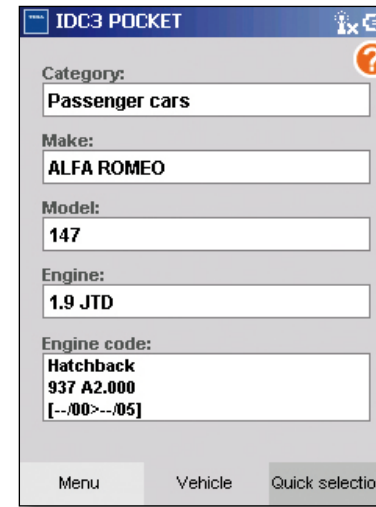 IDC3 POCKET
Category:
Passenger cars
Make:
ALFA ROMEO
Model:
147
Engine:
1.9 JTD
Engine code:
Hatchback
937 A2.000
[--/00>--/05]
Menu Vehicle Quick selectio